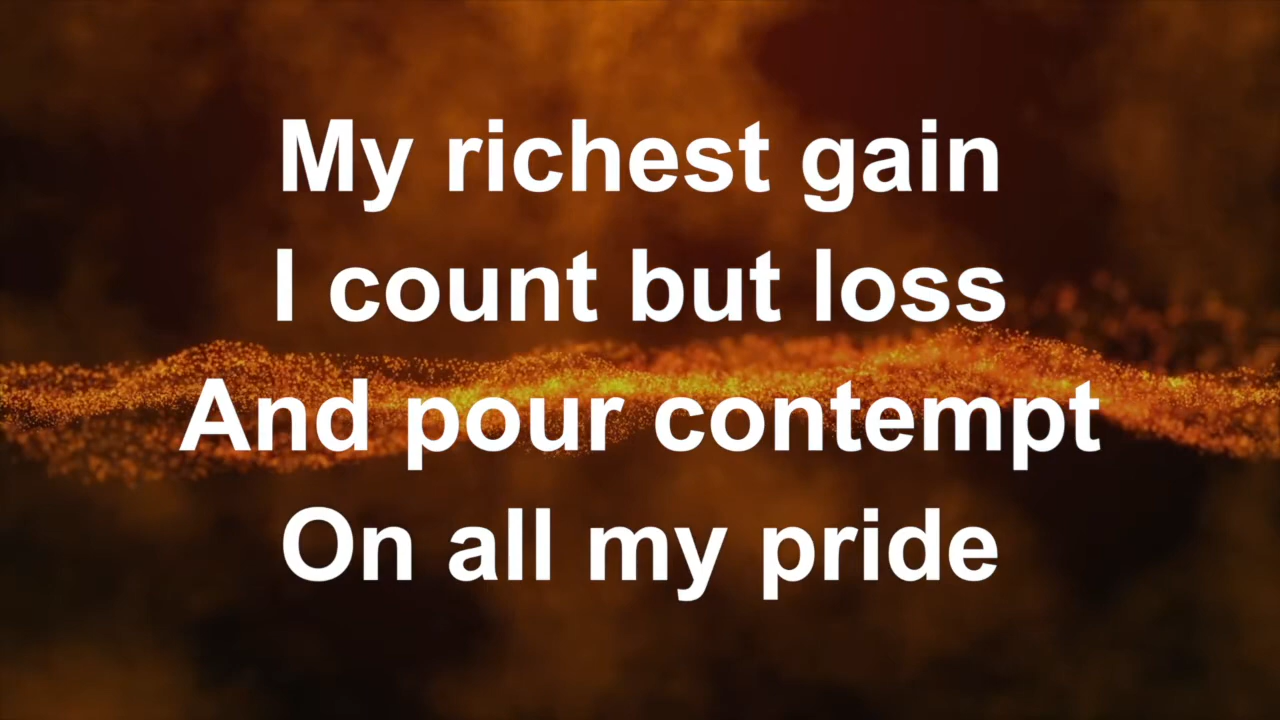 My richest gain
I count but loss
And pour contempt
On all my pride